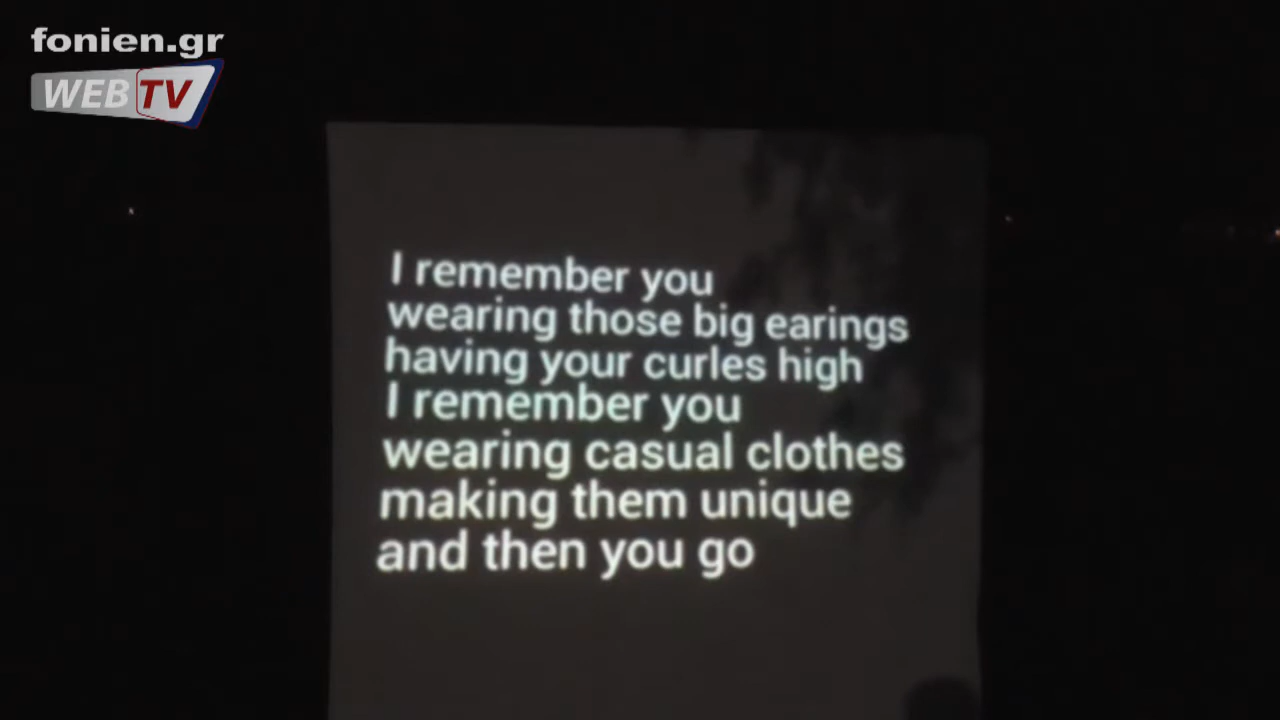 fonien.gr
WEB TV
I remember you
wearing those big earings
having your curles high
I remember you
wearing casual clothes
making them unique
and then you go